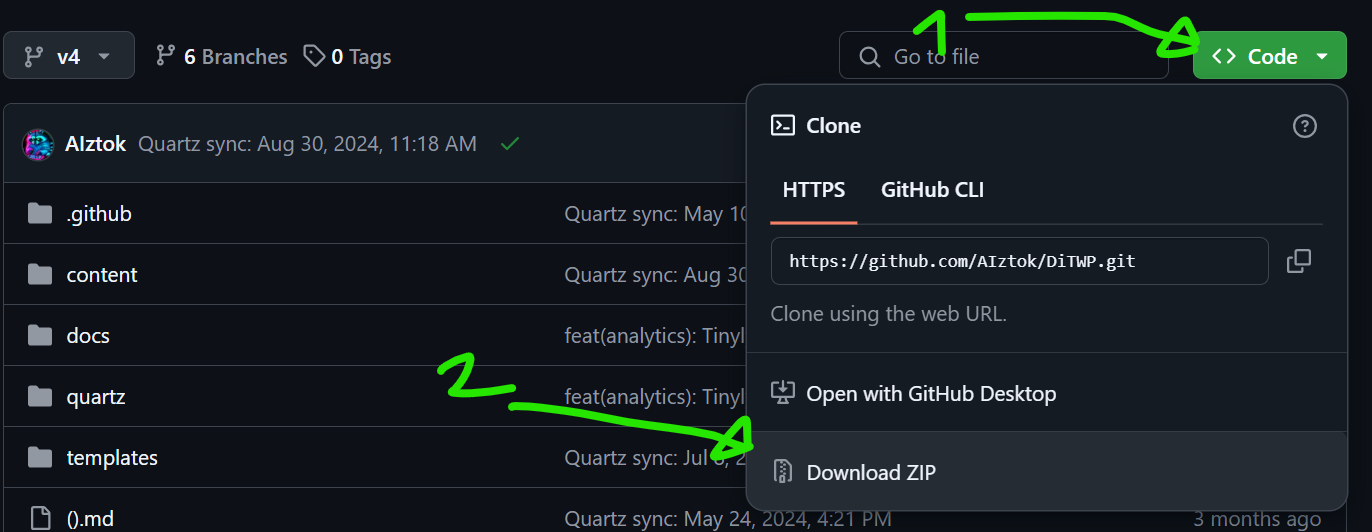 1
v4 6 Branches 0 Tags Go to file Code
AIztok Quartz sync: Aug 30, 2024, 11:18 AM
Clone
HTTPS GitHub CLI
https://github.com/AIztok/DiTWP.git
Clone using the web URL.
Open with GitHub Desktop
Download ZIP
.github Quartz sync: May 10
content Quartz sync: Aug 30
docs feat(analytics): Tinyl
2
quartz feat(analytics): Tinyl
templates Quartz sync: Jul 8, 2
().md Quartz sync: May 24, 2024, 4:21 PM 3 months ago